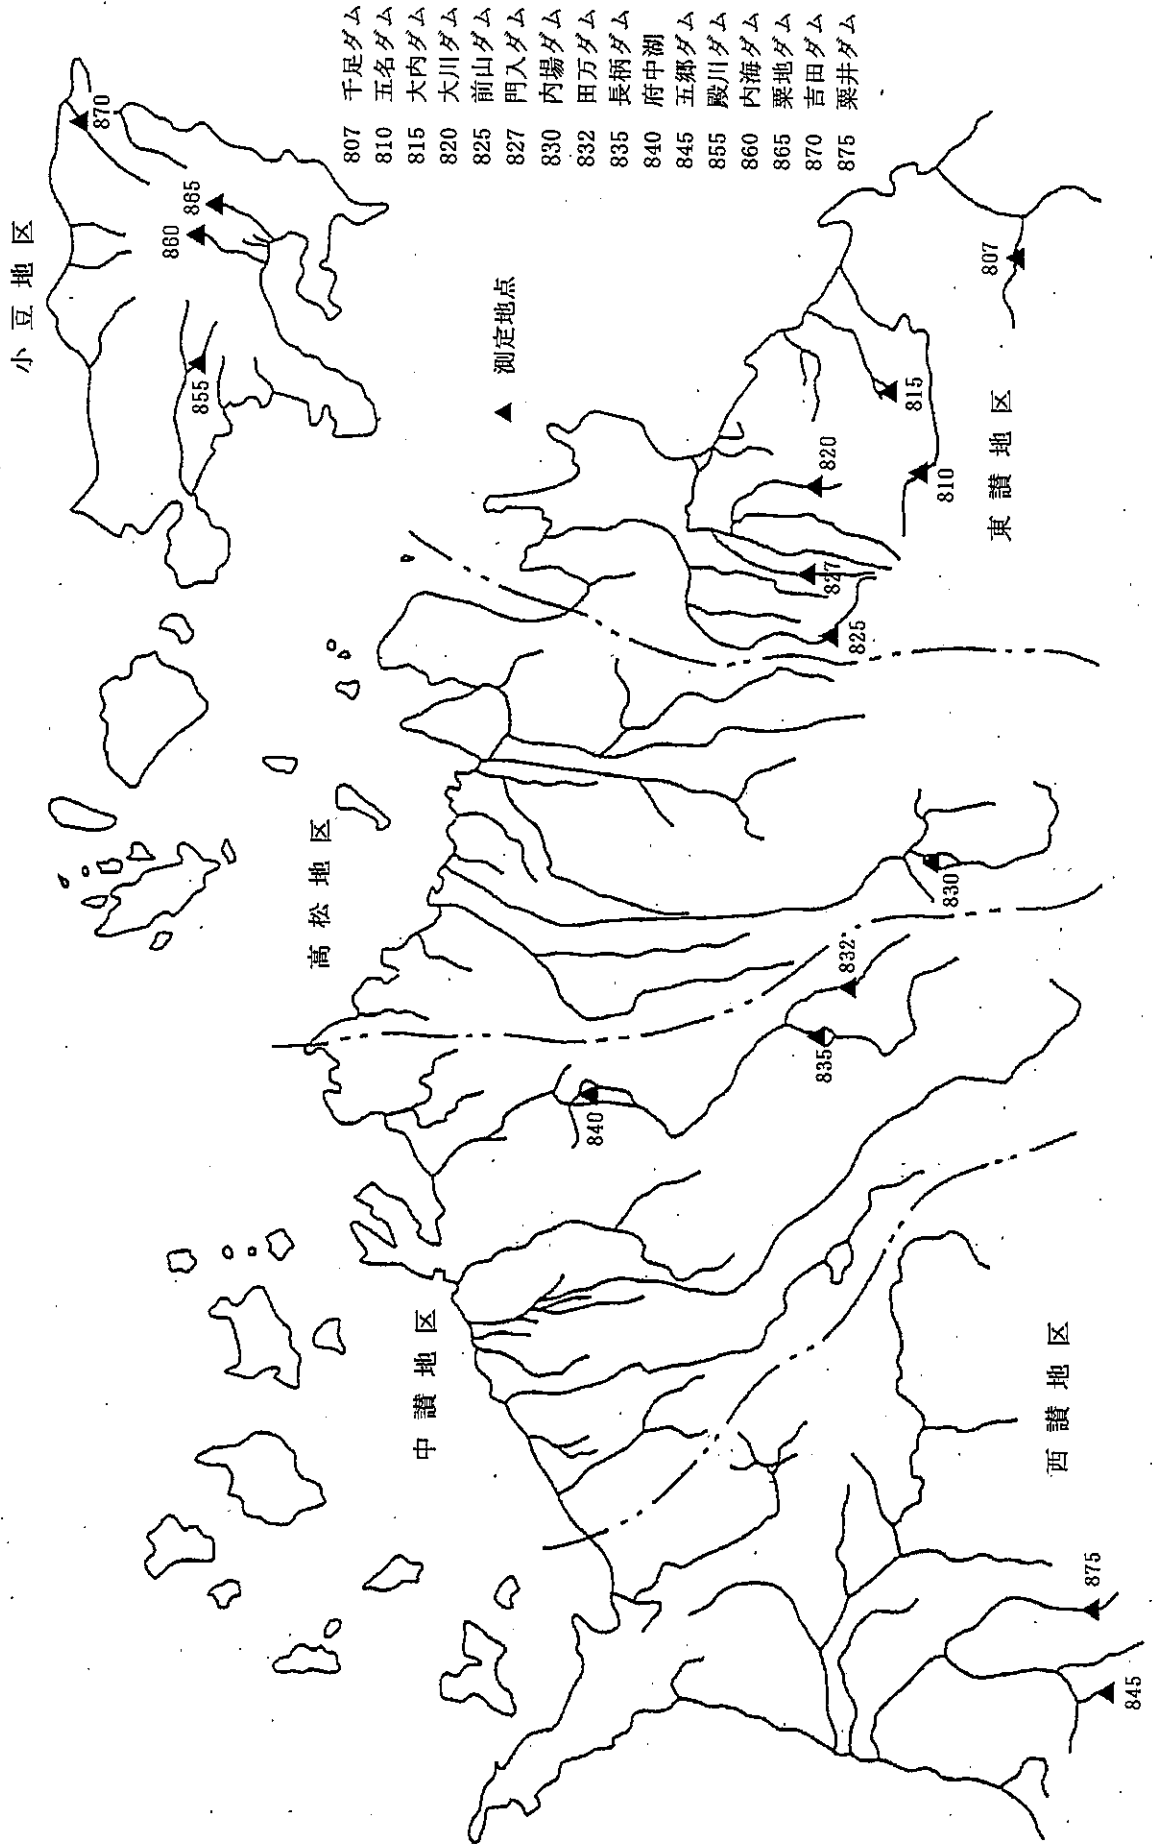 小豆地区
870
865
860
855
807 千足ダム
810 五名ダム
815 大内ダム
820 大川ダム
825 前山ダム
827 門入ダム
830 内場ダム
832 田万ダム
835 長柄ダム
840 府中湖
845 五郷ダム
855 殿川ダム
860 内海ダム
865 粟地ダム
870 吉田ダム
875 粟井ダム
▲ 測定地点
高松地区
東讃地区
807
815
810
820
827
825
830
832
835
840
中讃地区
西讃地区
875
845